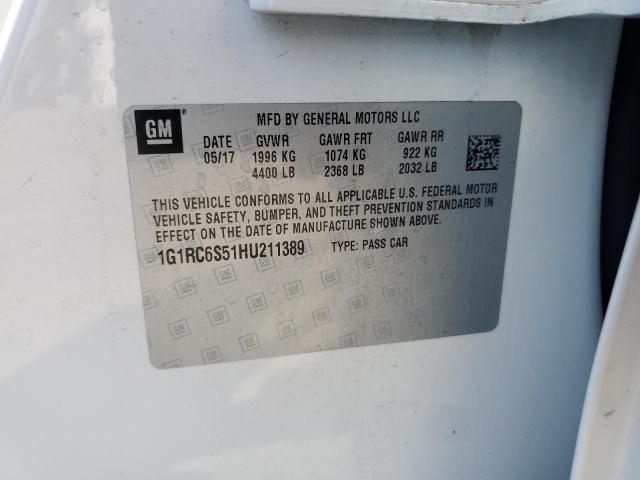 GM
MFD BY GENERAL MOTORS LLC
DATE GVWR GAWR FRT GAWR RR
05/17 1996 KG 1074 KG 922 KG
4400 LB 2368 LB 2032 LB
THIS VEHICLE CONFORMS TO ALL APPLICABLE U.S. FEDERAL MOTOR
VEHICLE SAFETY, BUMPER, AND THEFT PREVENTION STANDARDS IN
EFFECT ON THE DATE OF MANUFACTURE SHOWN ABOVE.
1G1RC6S51HU211389 TYPE: PASS CAR